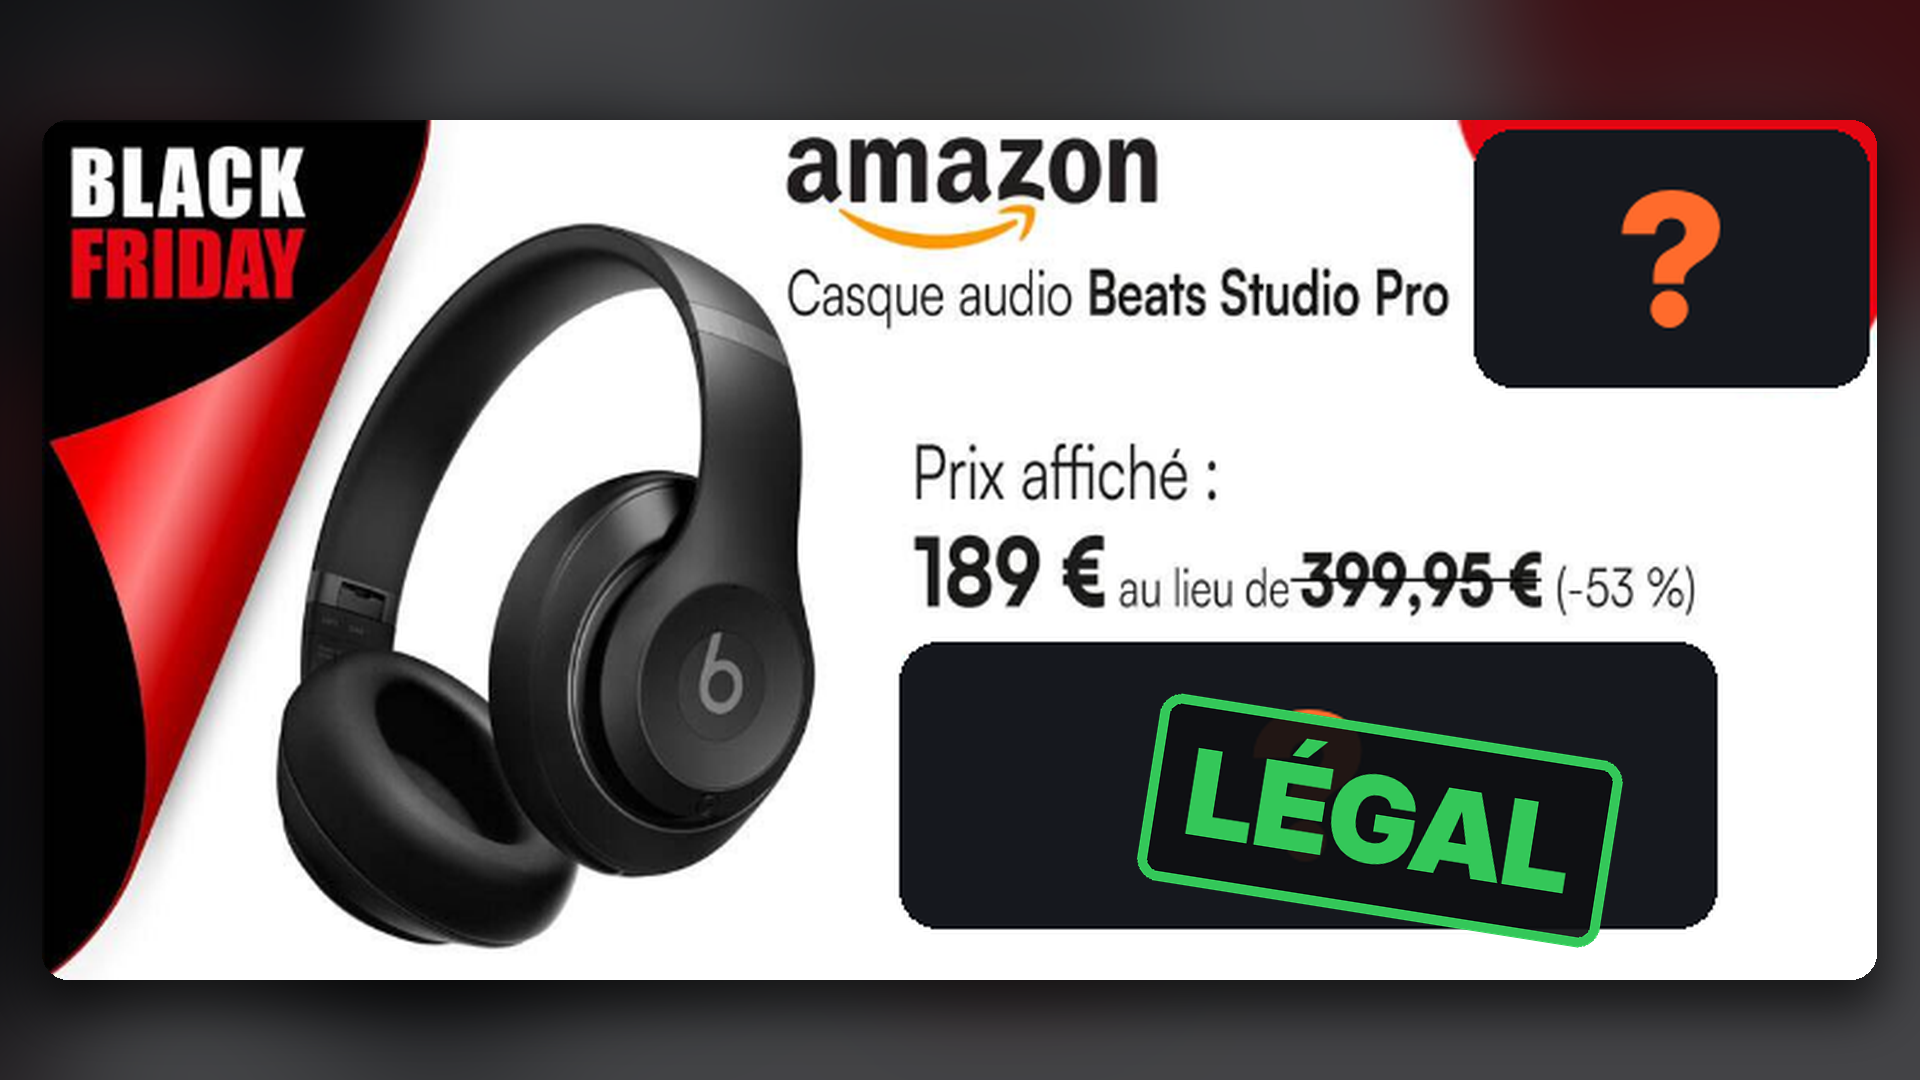 BLACK
FRIDAY
amazon
Casque audio Beats Studio Pro
?
Prix affiché :
189 € au lieu de 399,95 € (-53 %)
LÉGAL
b